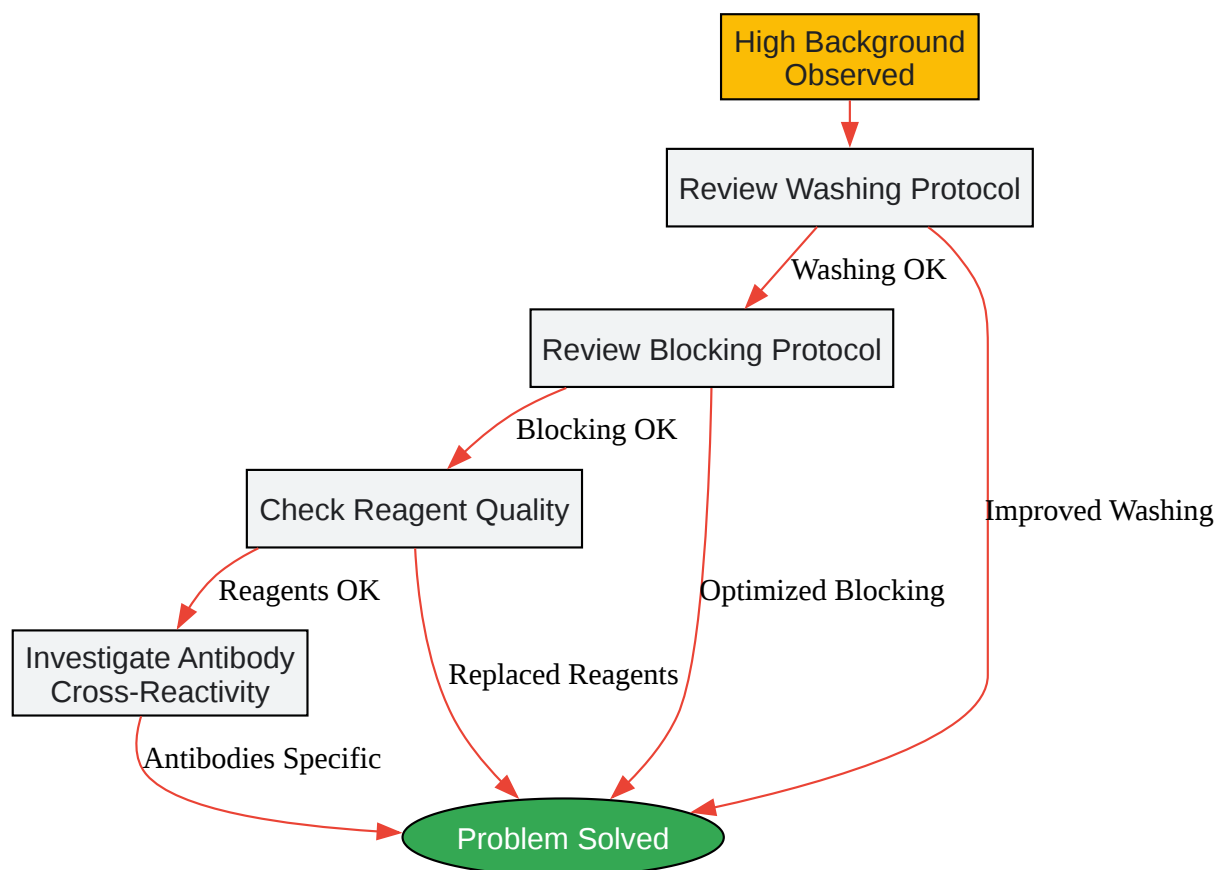 High Background
Observed
Review Washing Protocol
Washing OK
Review Blocking Protocol
Blocking OK
Check Reagent Quality
Improved Washing
Reagents OK
Optimized Blocking
Investigate Antibody
Cross-Reactivity
Replaced Reagents
Antibodies Specific
Problem Solved